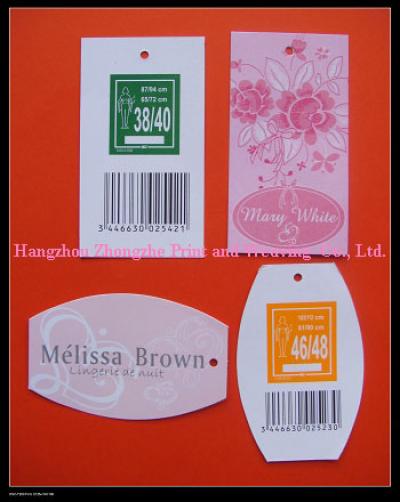 87/94 cm
65/72 cm
38/40
3 446630 025421
Mary White
Hangzhou Zhongzhe Print and Weaving Co., Ltd.
Mélissa Brown
Lingerie de nuit
46/48
3 446630 025230